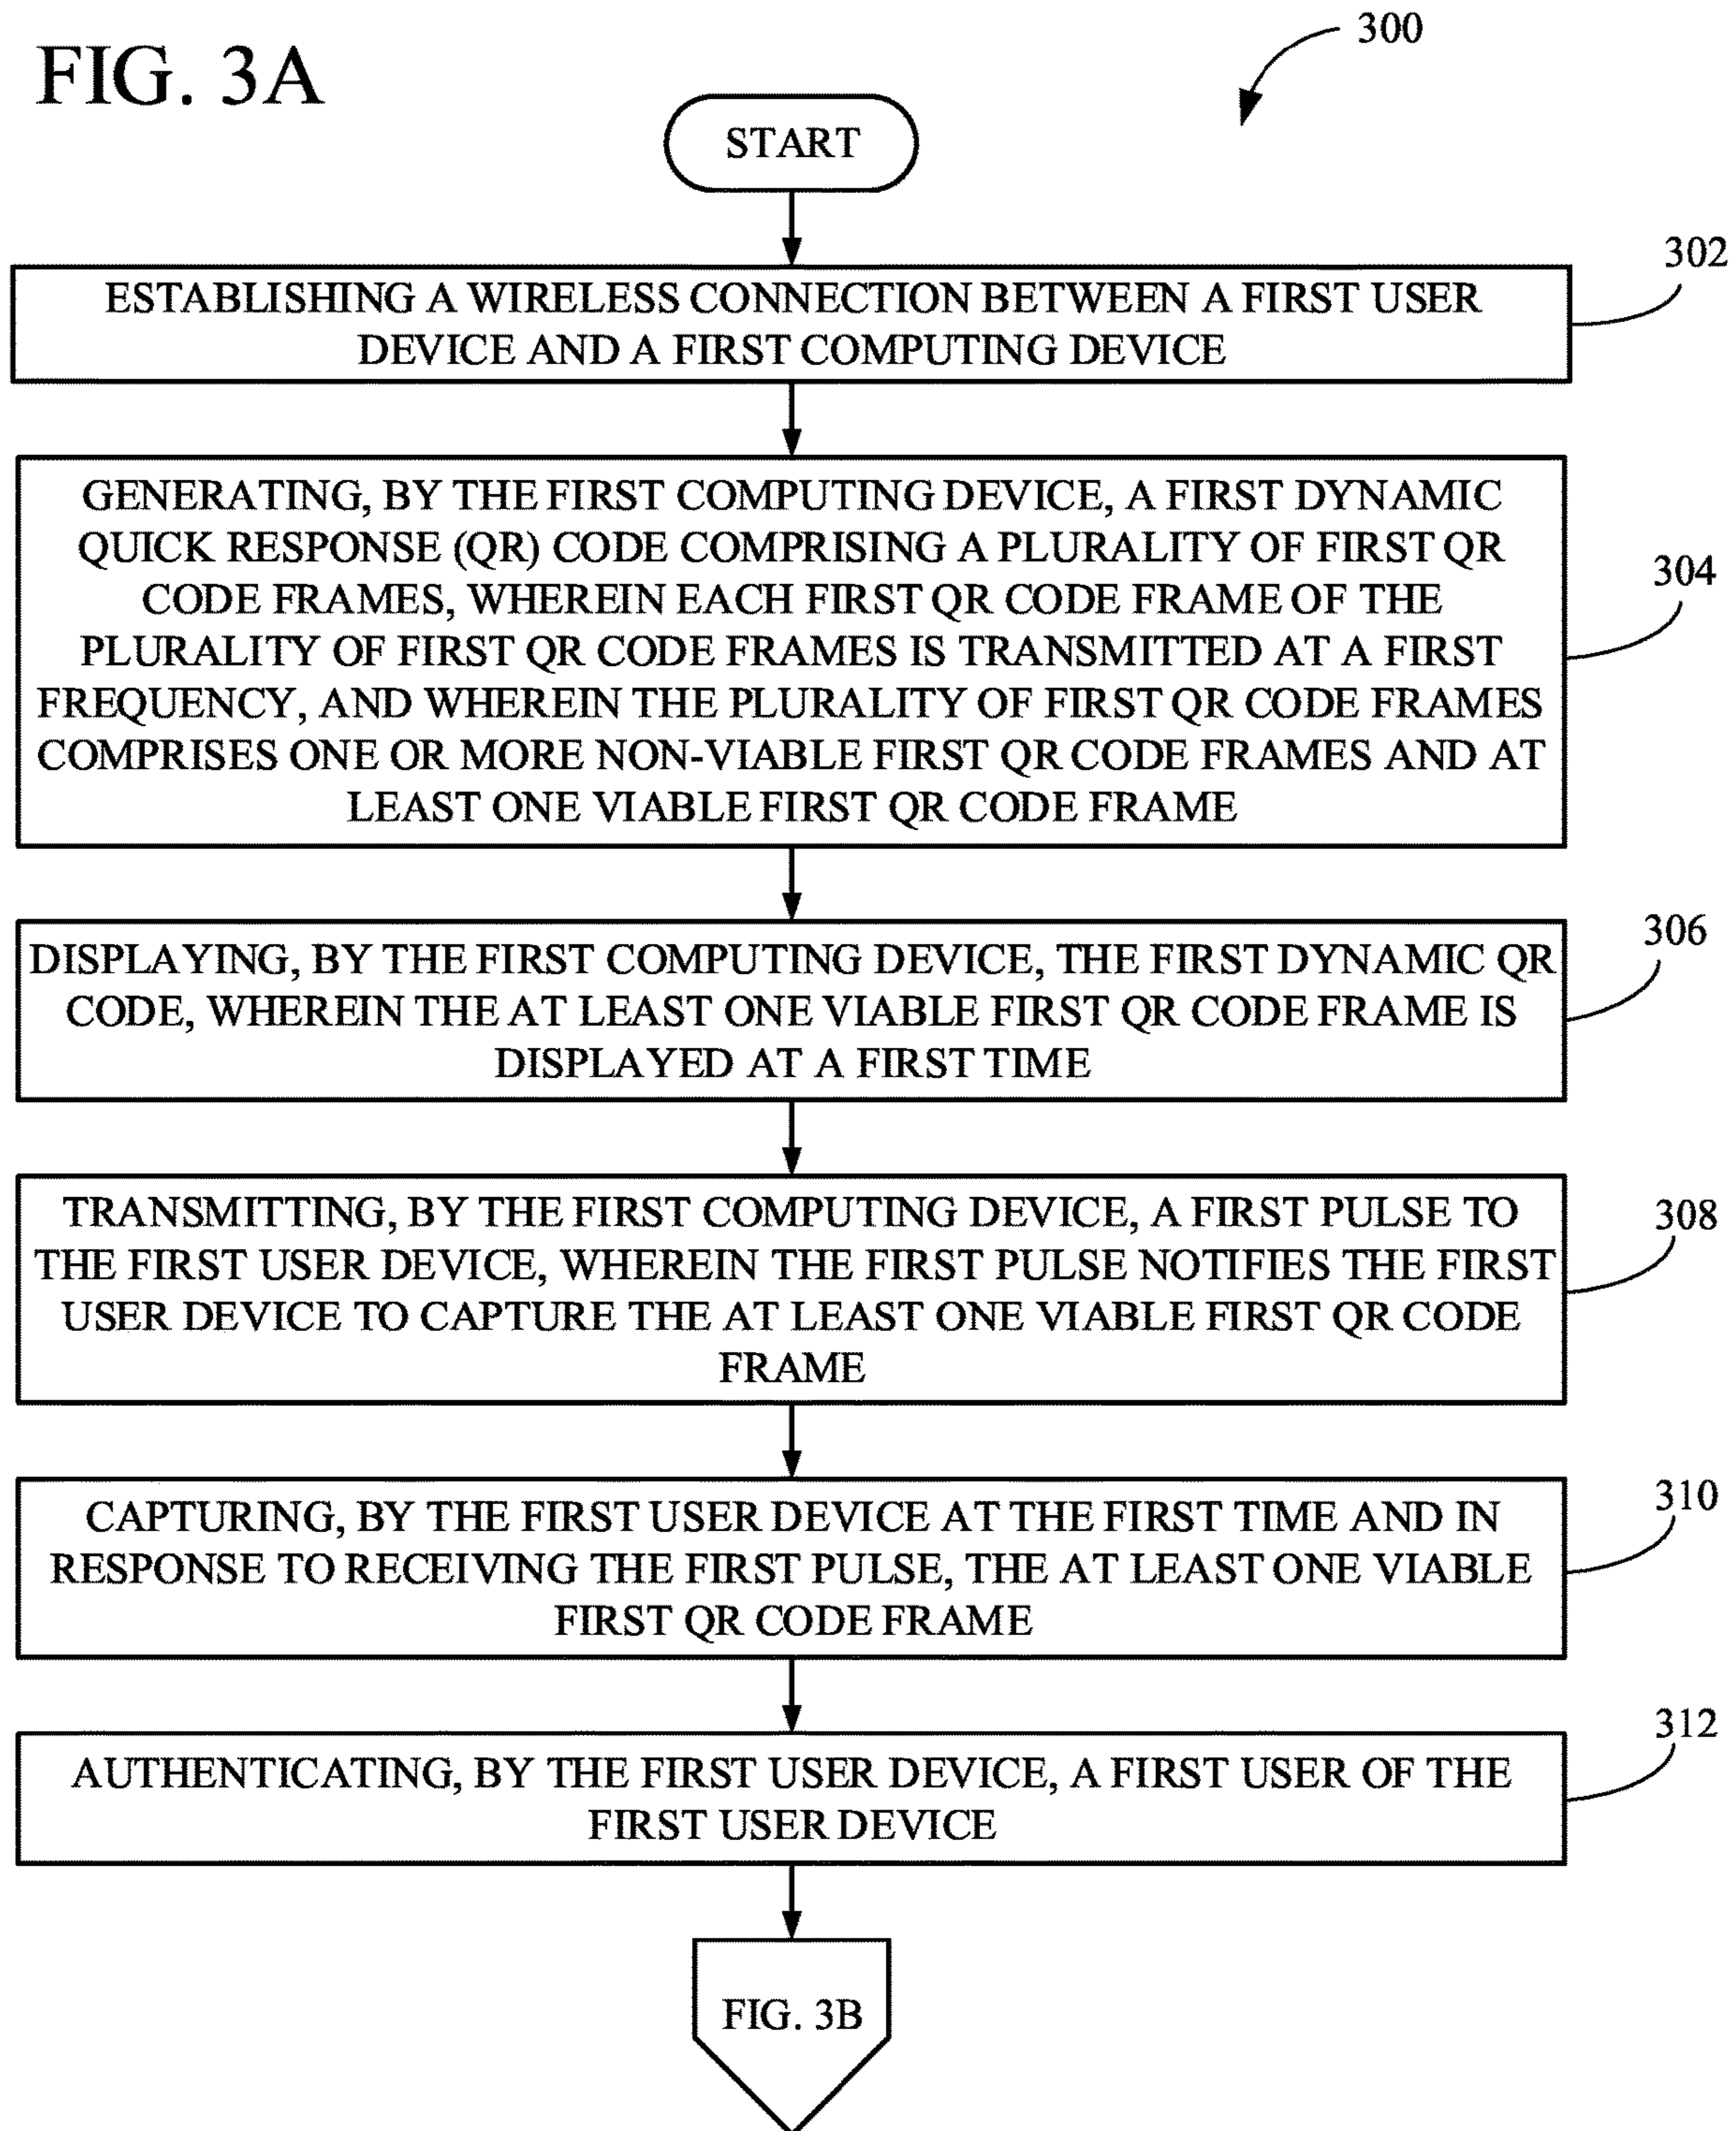 FIG. 3A
300
START
302
ESTABLISHING A WIRELESS CONNECTION BETWEEN A FIRST USER
DEVICE AND A FIRST COMPUTING DEVICE
304
GENERATING, BY THE FIRST COMPUTING DEVICE, A FIRST DYNAMIC
QUICK RESPONSE (QR) CODE COMPRISING A PLURALITY OF FIRST QR
CODE FRAMES, WHEREIN EACH FIRST QR CODE FRAME OF THE
PLURALITY OF FIRST QR CODE FRAMES IS TRANSMITTED AT A FIRST
FREQUENCY, AND WHEREIN THE PLURALITY OF FIRST QR CODE FRAMES
COMPRISES ONE OR MORE NON-VIABLE FIRST QR CODE FRAMES AND AT
LEAST ONE VIABLE FIRST QR CODE FRAME
306
DISPLAYING, BY THE FIRST COMPUTING DEVICE, THE FIRST DYNAMIC QR
CODE, WHEREIN THE AT LEAST ONE VIABLE FIRST QR CODE FRAME IS
DISPLAYED AT A FIRST TIME
308
TRANSMITTING, BY THE FIRST COMPUTING DEVICE, A FIRST PULSE TO
THE FIRST USER DEVICE, WHEREIN THE FIRST PULSE NOTIFIES THE FIRST
USER DEVICE TO CAPTURE THE AT LEAST ONE VIABLE FIRST QR CODE
FRAME
310
CAPTURING, BY THE FIRST USER DEVICE AT THE FIRST TIME AND IN
RESPONSE TO RECEIVING THE FIRST PULSE, THE AT LEAST ONE VIABLE
FIRST QR CODE FRAME
312
AUTHENTICATING, BY THE FIRST USER DEVICE, A FIRST USER OF THE
FIRST USER DEVICE
FIG. 3B